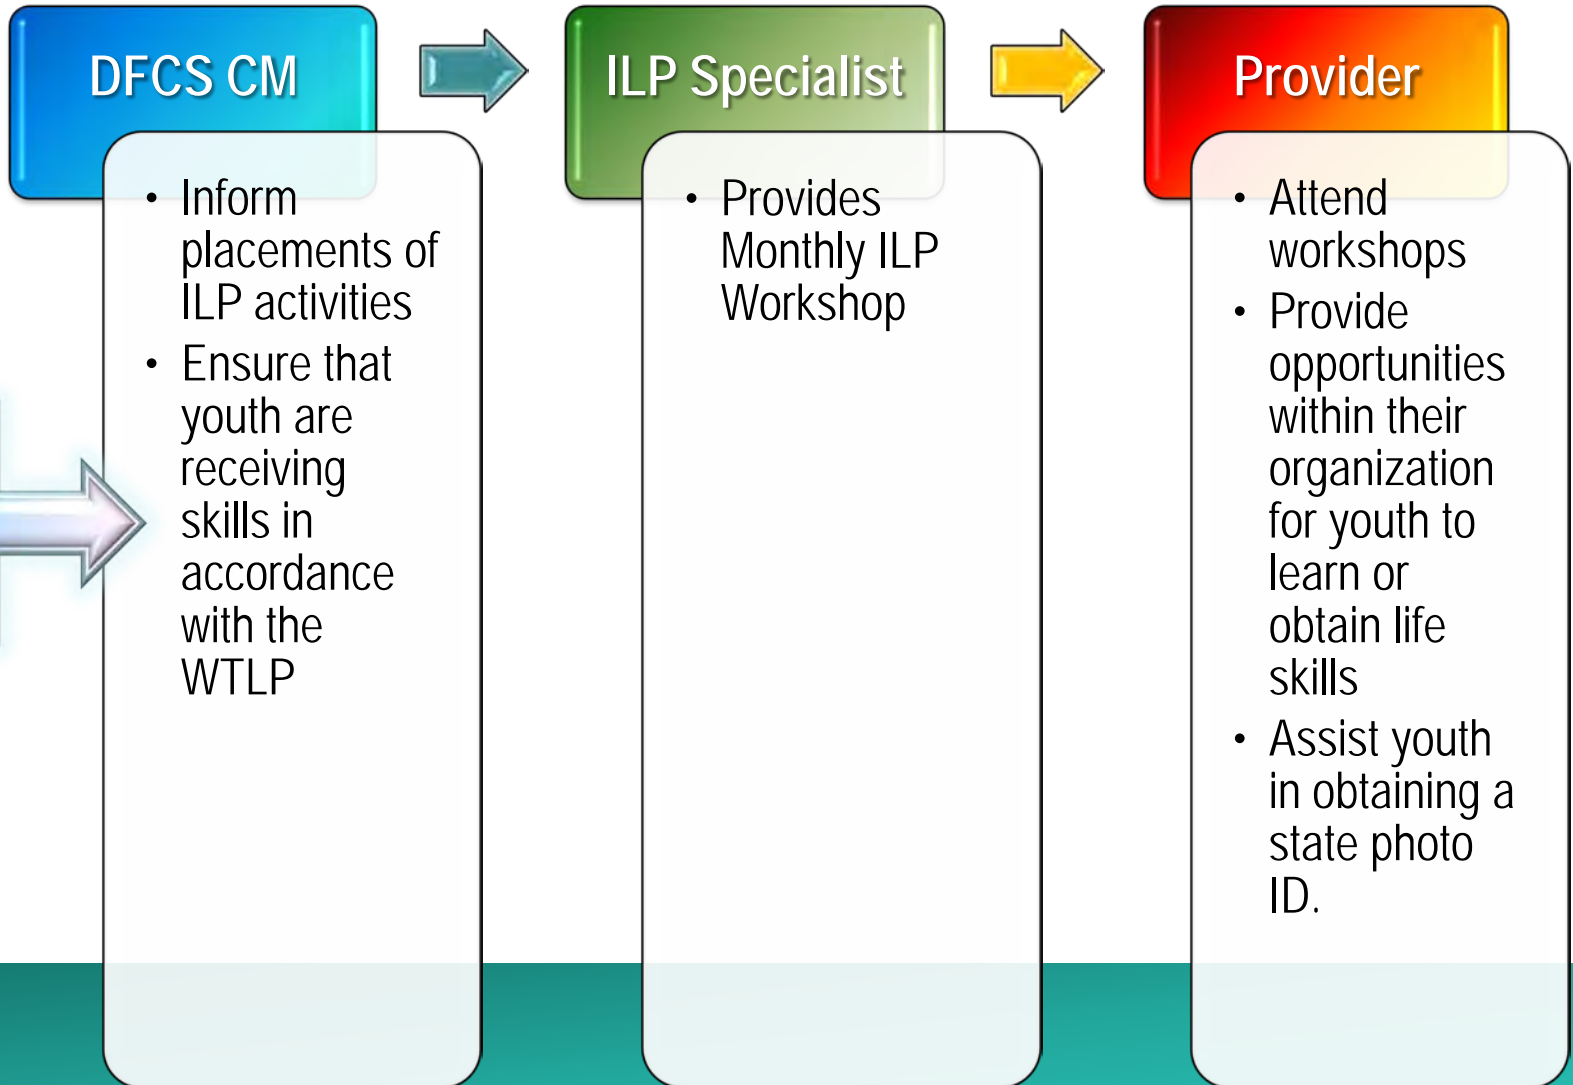 DFCS CM
• Inform
placements of
ILP activities
• Ensure that
youth are
receiving
skills in
accordance
with the
WTLP
ILP Specialist
• Provides
Monthly ILP
Workshop
Provider
• Attend
workshops
• Provide
opportunities
within their
organization
for youth to
learn or
obtain life
skills
• Assist youth
in obtaining a
state photo
ID.